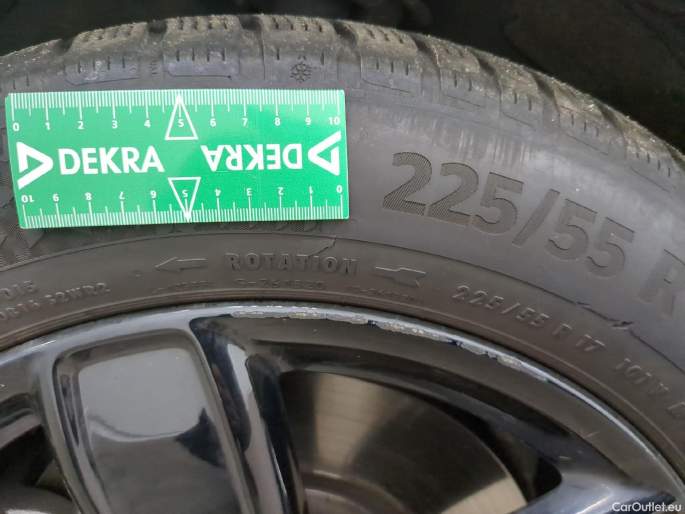 0 1 2 3 4 5 6 7 8 9 10
DEKRA DEKRA
10 9 8 7 6 5 4 3 2 1 0
225/55 R
ROTATION
225/55 R 17 101V
CarOutlet.eu